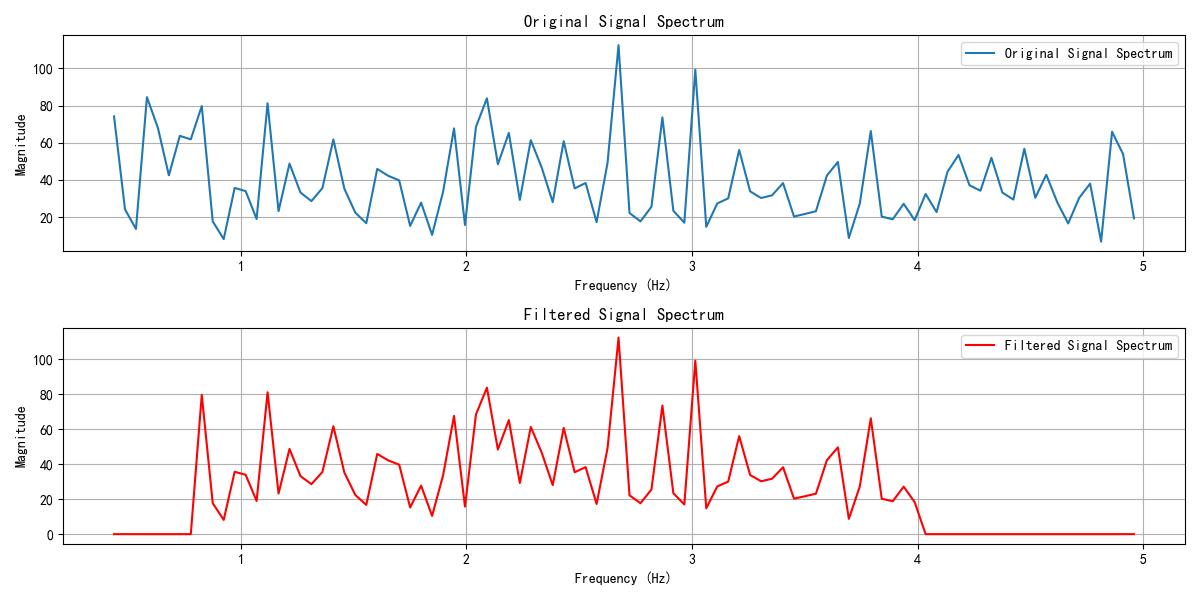 Original Signal Spectrum
Original Signal Spectrum
Magnitude
100
80
60
40
20
1 2 3 4 5
Frequency (Hz)
Filtered Signal Spectrum
Filtered Signal Spectrum
Magnitude
100
80
60
40
20
0
1 2 3 4 5
Frequency (Hz)